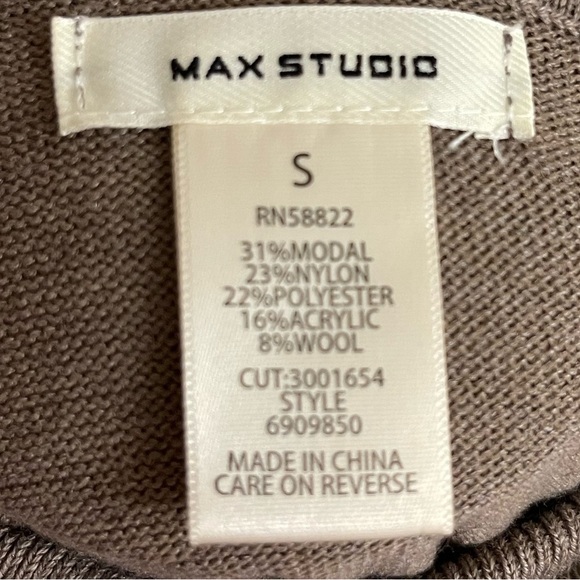 MAX STUDIO
S
RN58822
31%MODAL
23%NYLON
22%POLYESTER
16%ACRYLIC
8%WOOL
CUT:3001654
STYLE
6909850
MADE IN CHINA
CARE ON REVERSE